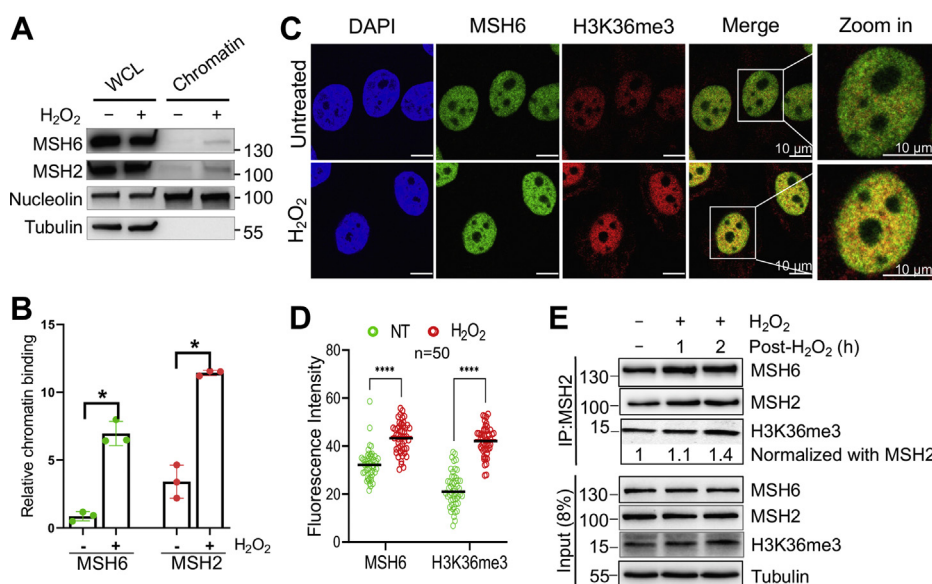 A
WCL
Chromatin
H₂O₂ − + − +
MSH6
130
MSH2
100
Nucleolin
100
Tubulin
55
B
Relative chromatin binding
15
10
5
0
- + - + H₂O₂
MSH6 MSH2
* *
C
DAPI MSH6 H3K36me3 Merge Zoom in
Untreated
10 μm 10 μm
H₂O₂
10 μm 10 μm
D
NT H₂O₂
n=50
Fluorescence Intensity
80
60
40
20
0
**** ****
MSH6 H3K36me3
E
− + + H₂O₂
− 1 2 Post-H₂O₂ (h)
IP:MSH2
130 MSH6
100 MSH2
15 H3K36me3
1 1.1 1.4 Normalized with MSH2
Input (8%)
130 MSH6
100 MSH2
15 H3K36me3
55 Tubulin